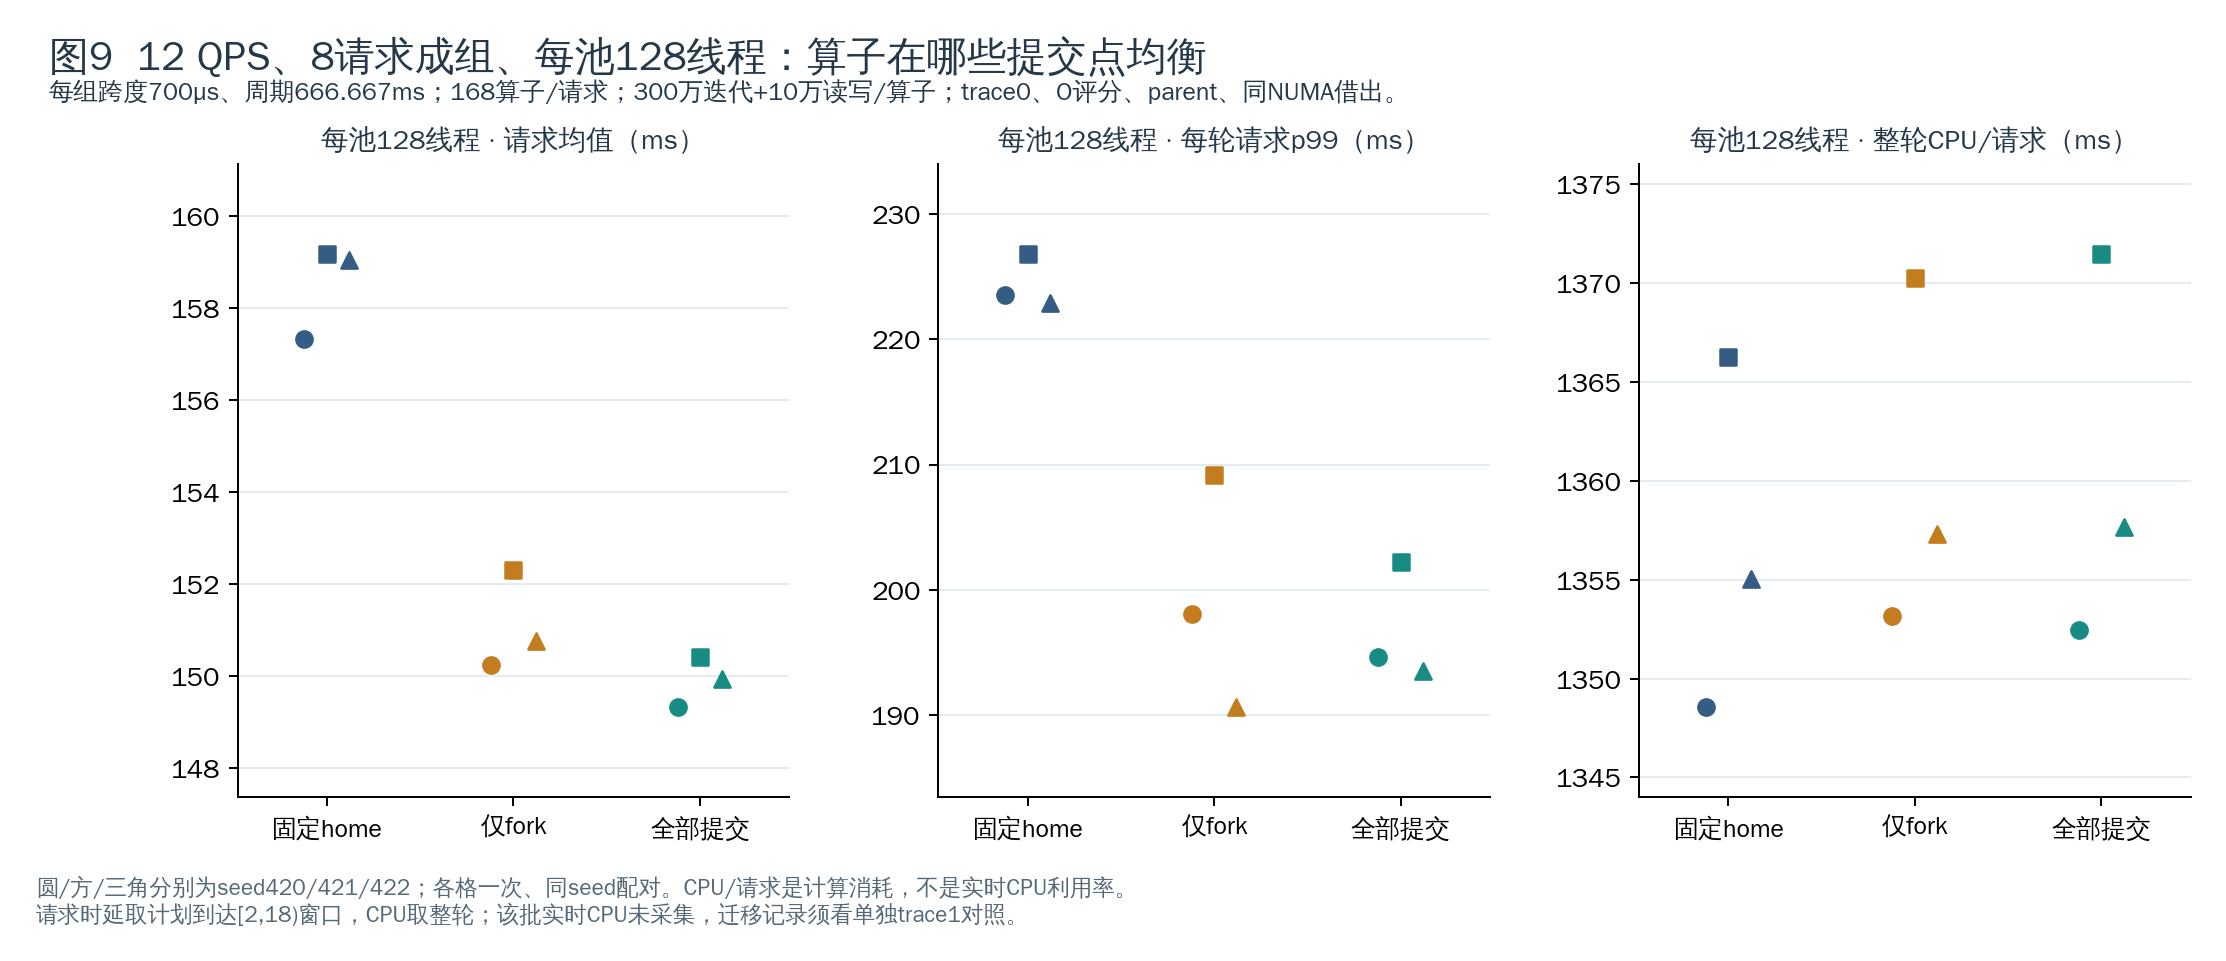 图9  12 QPS、8请求成组、每池128线程：算子在哪些提交点均衡
每组跨度700μs、周期666.667ms；168算子/请求；300万迭代+10万读写/算子；trace0、O评分、parent、同NUMA借出。
每池128线程 · 请求均值（ms）
160
158
156
154
152
150
148
固定home
仅fork
全部提交
每池128线程 · 每轮请求p99（ms）
230
220
210
200
190
固定home
仅fork
全部提交
每池128线程 · 整轮CPU/请求（ms）
1375
1370
1365
1360
1355
1350
1345
固定home
仅fork
全部提交
圆/方/三角分别为seed420/421/422；各格一次、同seed配对。CPU/请求是计算消耗，不是实时CPU利用率。
请求时延取计划到达[2,18)窗口，CPU取整轮；该批实时CPU未采集，迁移记录须看单独trace1对照。